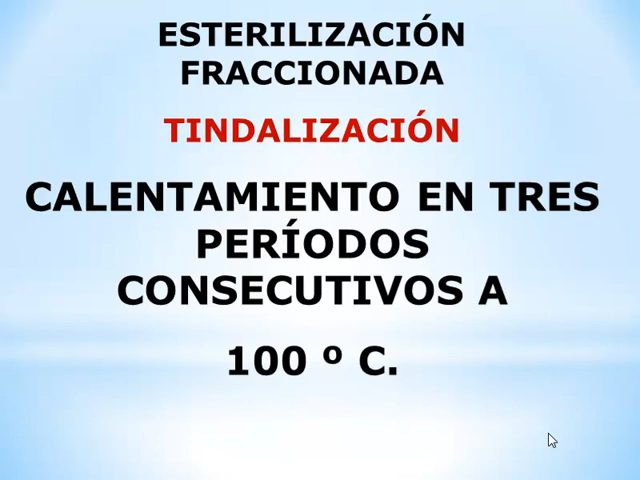 ESTERILIZACIÓN
FRACCIONADA
TINDALIZACIÓN
CALENTAMIENTO EN TRES
PERÍODOS
CONSECUTIVOS A
100 º C.